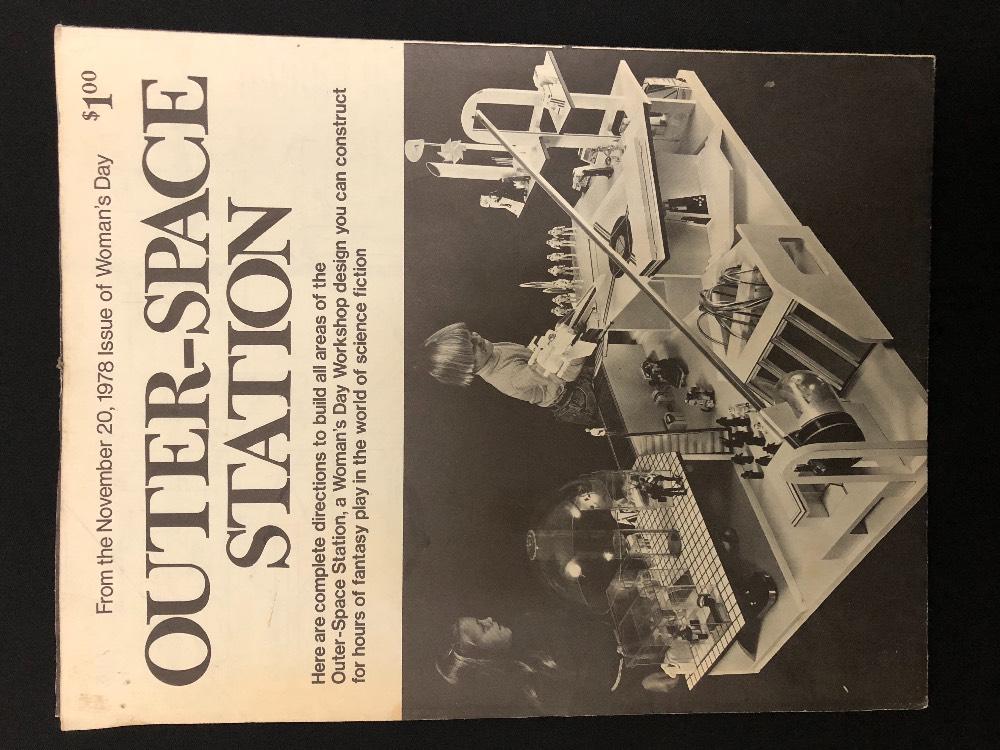 From the November 20, 1978 Issue of Woman's Day $1.00
OUTER-SPACE
STATION
Here are complete directions to build all areas of the
Outer-Space Station, a Woman's Day Workshop design you can construct
for hours of fantasy play in the world of science fiction